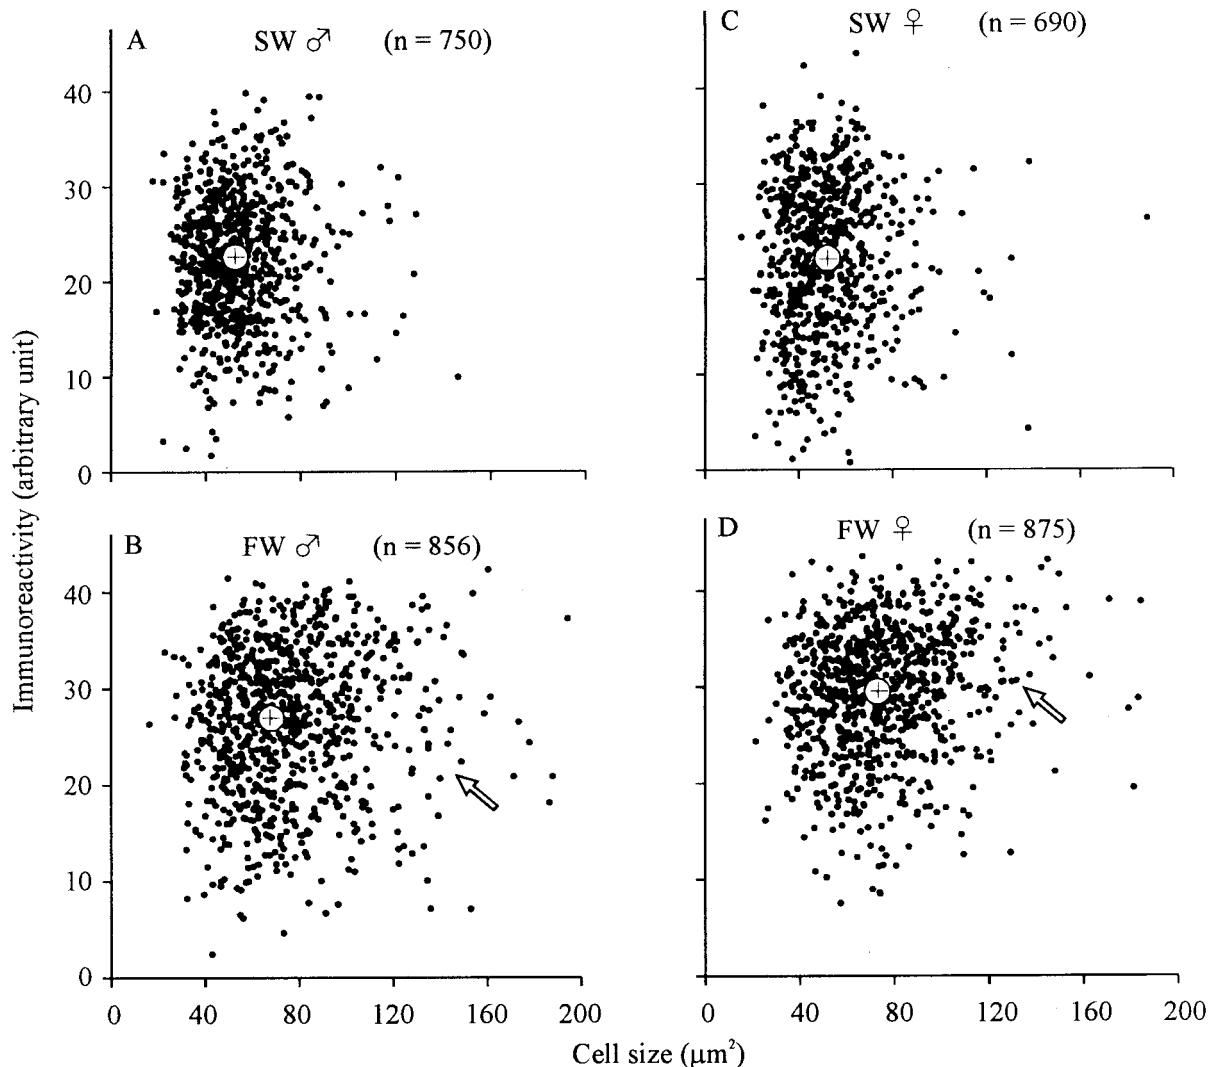 A SW ♂ (n = 750)
C SW ♀ (n = 690)
40
30
20
10
0
B FW ♂ (n = 856)
D FW ♀ (n = 875)
40
30
20
10
0
0 40 80 120 160 200
0 40 80 120 160 200
Immunoreactivity (arbitrary unit)
Cell size (μm²)